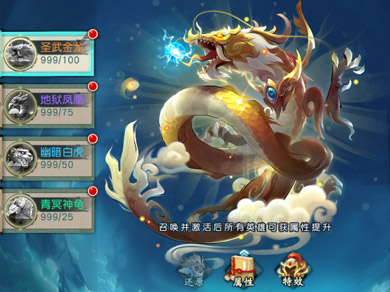 圣武金龙
999/100
地狱凤凰
999/75
幽暗白虎
999/50
青冥神龟
999/25
召唤并激活后所有英雄可获属性提升
还原
属性
特效